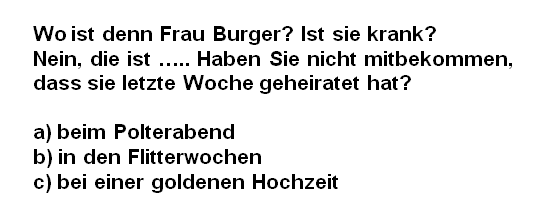 Wo ist denn Frau Burger? Ist sie krank?
Nein, die ist ….. Haben Sie nicht mitbekommen,
dass sie letzte Woche geheiratet hat?
a) beim Polterabend
b) in den Flitterwochen
c) bei einer goldenen Hochzeit